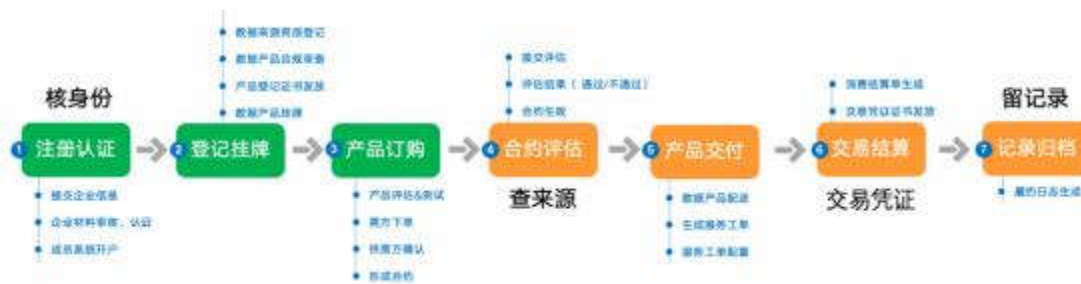 核身份
1 注册认证
提交企业信息
企业材料审核、认证
成员系统开户
数据来源真原登记
数据产品合规审查
产品登记证书发放
数据产品挂牌
2 登记挂牌
3 产品订购
产品评估&测试
需方下单
供需方确认
形成合约
提交评估
评估结果（通过/不通过）
合约生效
4 合约评估
查来源
5 产品交付
数据产品配送
生成服务工单
服务工单配置
消费结算单生成
交易凭证证书发放
6 交易结算
交易凭证
留记录
7 记录归档
履约日志生成